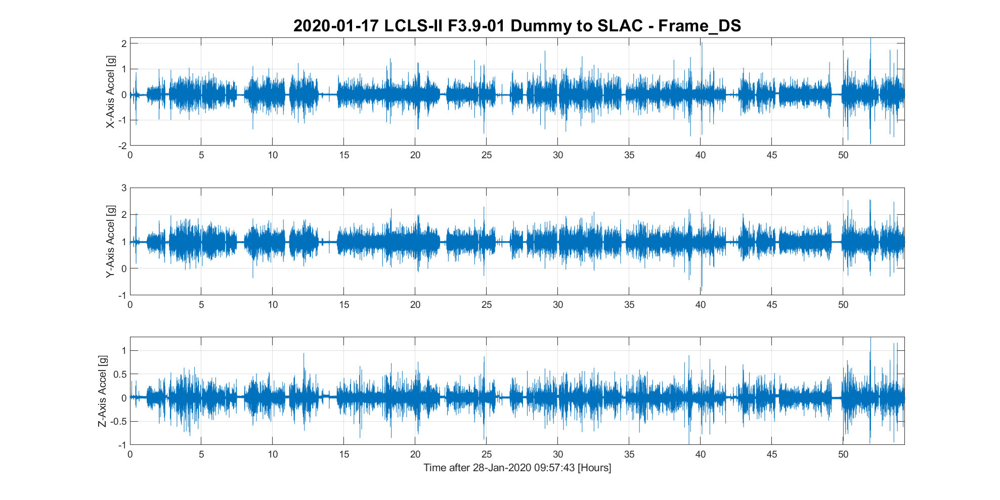 2020-01-17 LCLS-II F3.9-01 Dummy to SLAC - Frame_DS
X-Axis Accel [g]
2
1
0
-1
-2
0 5 10 15 20 25 30 35 40 45 50
Y-Axis Accel [g]
3
2
1
0
-1
0 5 10 15 20 25 30 35 40 45 50
Z-Axis Accel [g]
1
0.5
0
-0.5
-1
0 5 10 15 20 25 30 35 40 45 50
Time after 28-Jan-2020 09:57:43 [Hours]